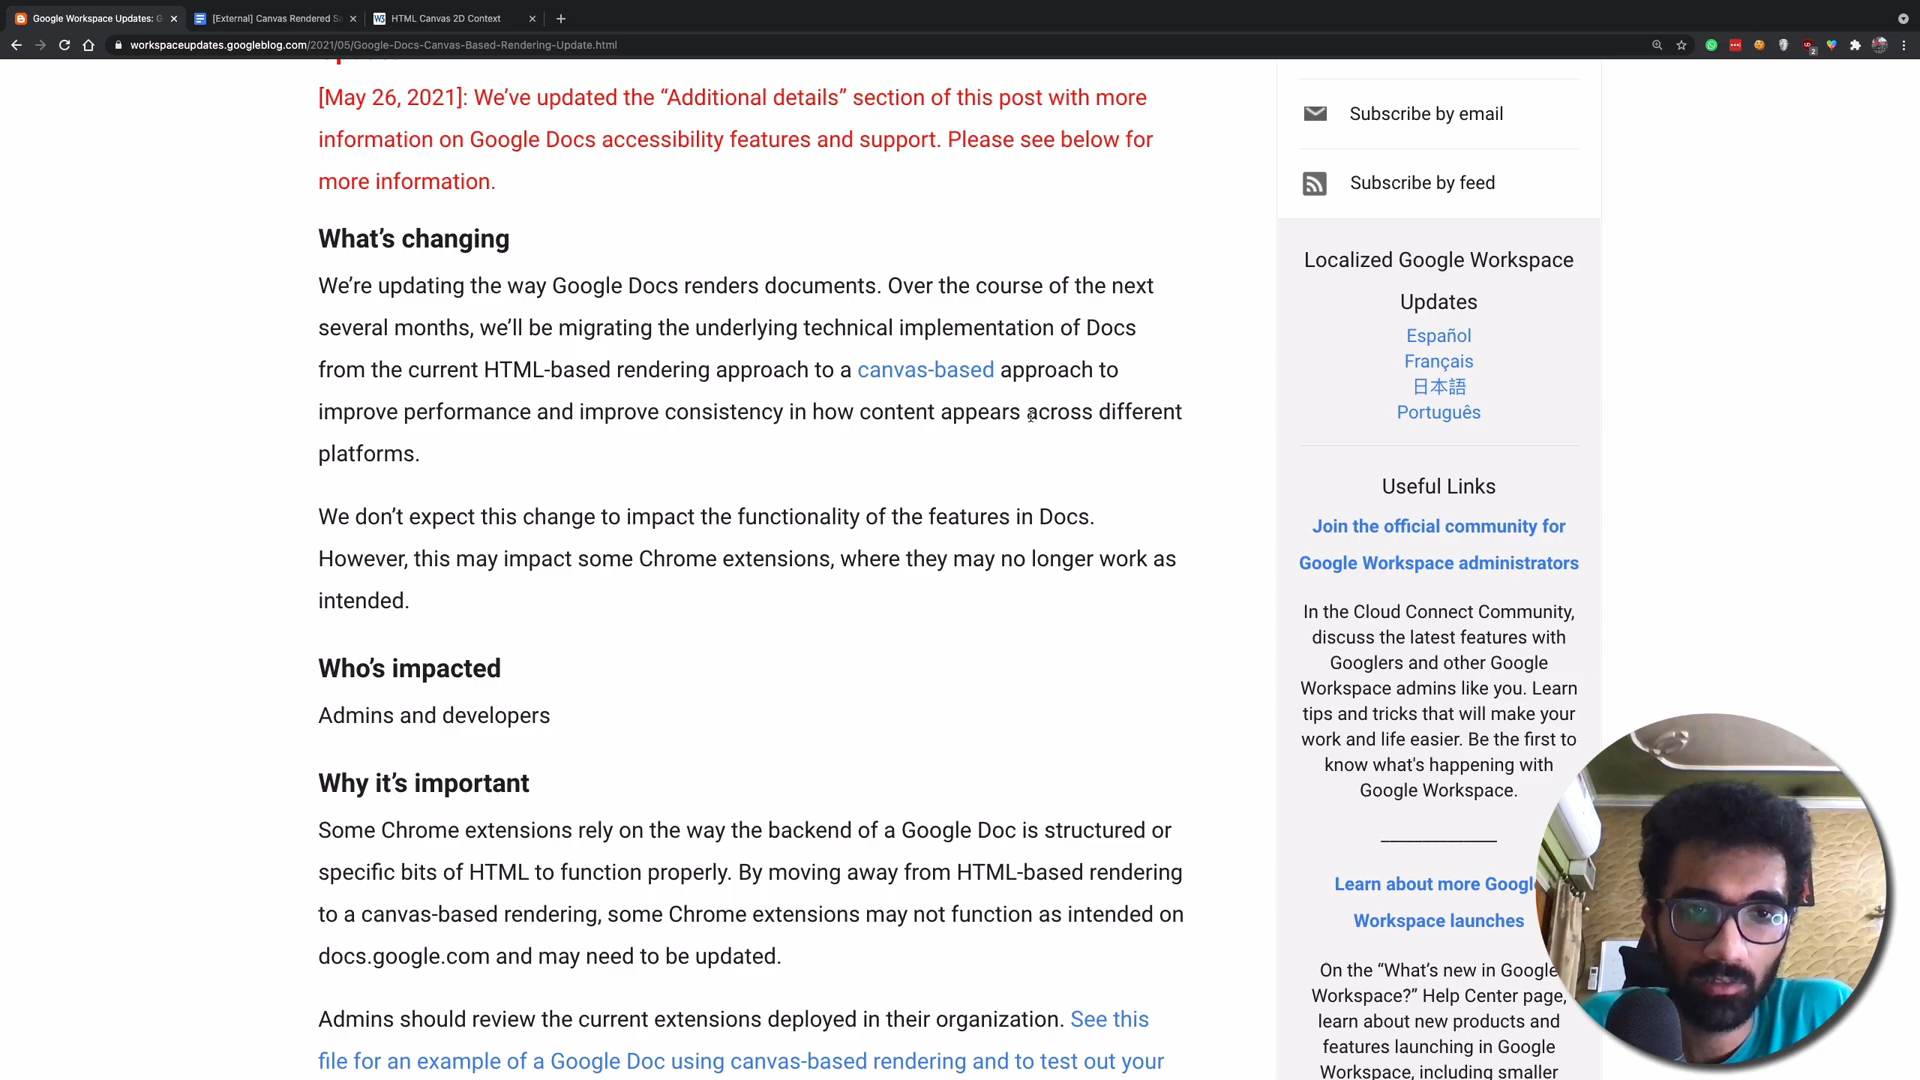 Google Workspace Updates: G
[External] Canvas Rendered Sa
HTML Canvas 2D Context
workspaceupdates.googleblog.com/2021/05/Google-Docs-Canvas-Based-Rendering-Update.html
[May 26, 2021]: We’ve updated the “Additional details” section of this post with more
information on Google Docs accessibility features and support. Please see below for
more information.
What’s changing
We’re updating the way Google Docs renders documents. Over the course of the next
several months, we’ll be migrating the underlying technical implementation of Docs
from the current HTML-based rendering approach to a canvas-based approach to
improve performance and improve consistency in how content appears across different
platforms.
We don’t expect this change to impact the functionality of the features in Docs.
However, this may impact some Chrome extensions, where they may no longer work as
intended.
Who’s impacted
Admins and developers
Why it’s important
Some Chrome extensions rely on the way the backend of a Google Doc is structured or
specific bits of HTML to function properly. By moving away from HTML-based rendering
to a canvas-based rendering, some Chrome extensions may not function as intended on
docs.google.com and may need to be updated.
Admins should review the current extensions deployed in their organization. See this
file for an example of a Google Doc using canvas-based rendering and to test out your
Subscribe by email
Subscribe by feed
Localized Google Workspace
Updates
Español
Français
日本語
Português
Useful Links
Join the official community for
Google Workspace administrators
In the Cloud Connect Community,
discuss the latest features with
Googlers and other Google
Workspace admins like you. Learn
tips and tricks that will make your
work and life easier. Be the first to
know what's happening with
Google Workspace.
Learn about more Google
Workspace launches
On the “What’s new in Google
Workspace?” Help Center page,
learn about new products and
features launching in Google
Workspace, including smaller